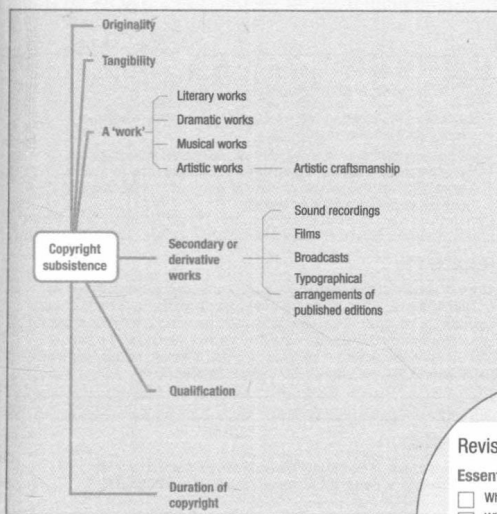 Originality
Tangibility
A 'work'
Literary works
Dramatic works
Musical works
Artistic works
Artistic craftsmanship
Copyright
subsistence
Secondary or
derivative
works
Sound recordings
Films
Broadcasts
Typographical
arrangements of
published editions
Qualification
Duration of
copyright
Revis
Essent